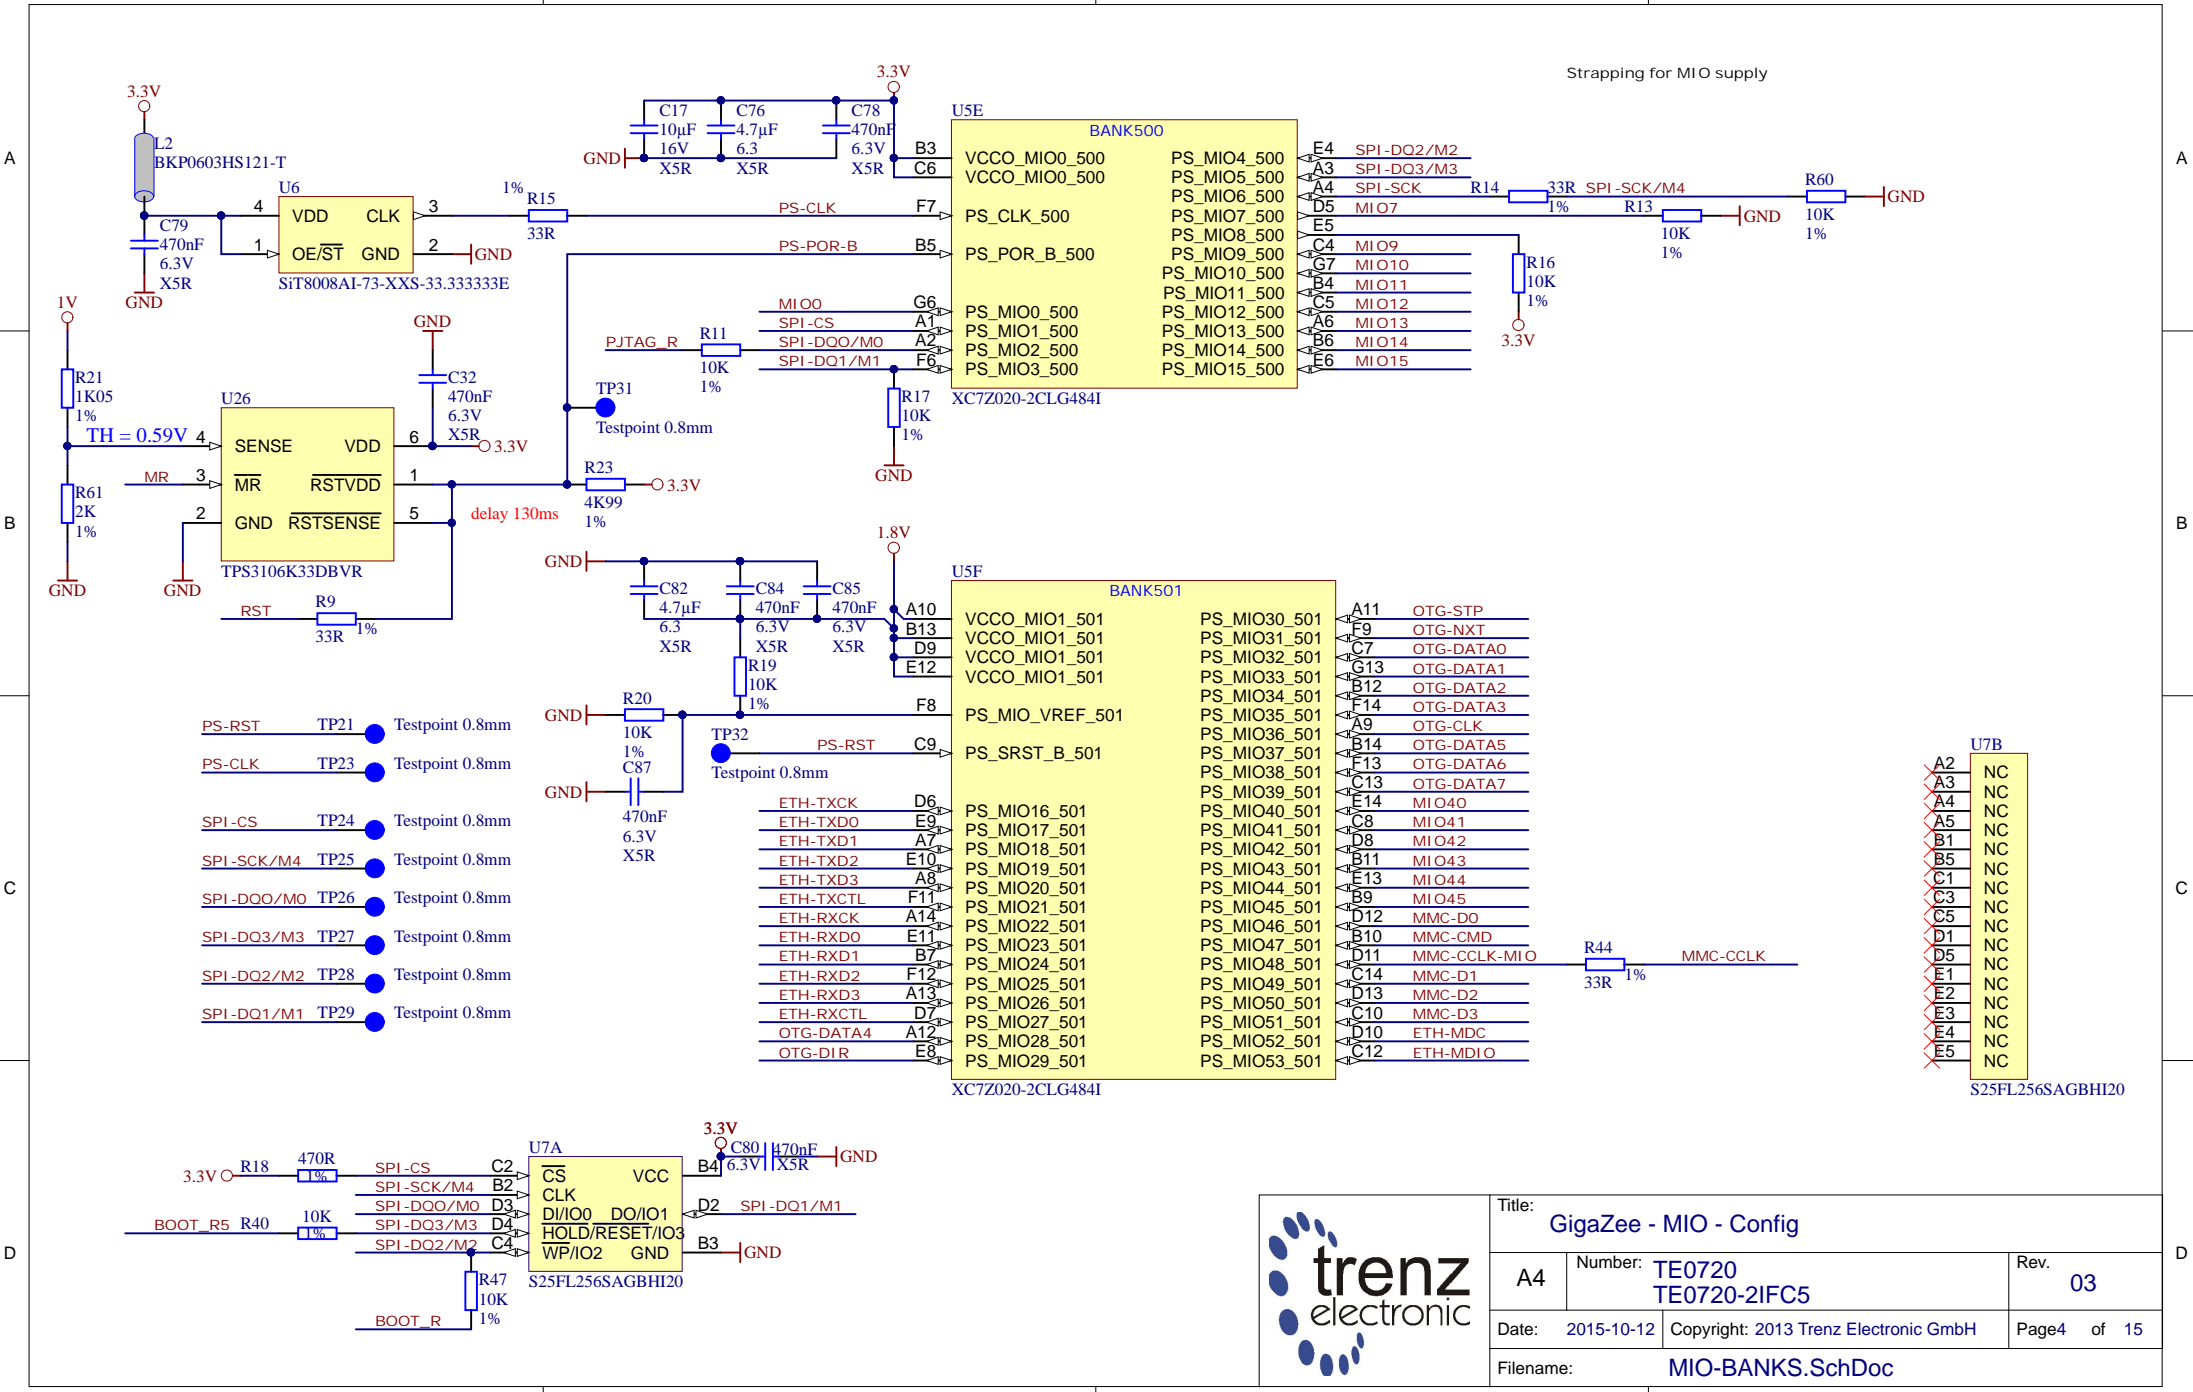 Strapping for MIO supply
A
A
3.3V
L2
BKP0603HS121-T
C79
470nF
6.3V
X5R
GND
U6
4 VDD CLK 3
1 OE/ST GND 2 GND
SiT8008AI-73-XXS-33.333333E
1% R15
33R
PS-CLK
PS-POR-B
3.3V
C17
10µF
16V
X5R
C76
4.7µF
6.3
X5R
C78
470nF
6.3V
X5R
GND
U5E
BANK500
B3 VCCO_MIO0_500
C6 VCCO_MIO0_500
F7 PS_CLK_500
B5 PS_POR_B_500
MIO0 G6 PS_MIO0_500
SPI-CS A1 PS_MIO1_500
SPI-DQ0/M0 A2 PS_MIO2_500
SPI-DQ1/M1 F6 PS_MIO3_500
PS_MIO4_500 E4 SPI-DQ2/M2
PS_MIO5_500 A3 SPI-DQ3/M3
PS_MIO6_500 A4 SPI-SCK
PS_MIO7_500 D5 MIO7
PS_MIO8_500 E5
PS_MIO9_500 C4 MIO9
PS_MIO10_500 G7 MIO10
PS_MIO11_500 B4 MIO11
PS_MIO12_500 C5 MIO12
PS_MIO13_500 A6 MIO13
PS_MIO14_500 B6 MIO14
PS_MIO15_500 E6 MIO15
XC7Z020-2CLG484I
R14 33R SPI-SCK/M4
1%
R60
10K
1%
GND
R13
10K
1%
GND
R16
10K
1%
3.3V
PJTAG_R R11
10K
1%
R17
10K
1%
GND
TP31
Testpoint 0.8mm
B
B
1V
R21
1K05
1%
TH = 0.59V
R61
2K
1%
GND
MR
GND
GND
C32
470nF
6.3V
X5R
3.3V
U26
4 SENSE VDD 6
3 MR RSTVDD 1
2 GND RSTSENSE 5
TPS3106K33DBVR
delay 130ms
R23
4K99
1%
3.3V
RST R9
33R 1%
1.8V
GND
C82
4.7µF
6.3
X5R
C84
470nF
6.3V
X5R
C85
470nF
6.3V
X5R
R19
10K
1%
GND R20
10K
1%
GND C87
470nF
6.3V
X5R
TP32
Testpoint 0.8mm
PS-RST
U5F
BANK501
A10 VCCO_MIO1_501
B13 VCCO_MIO1_501
D9 VCCO_MIO1_501
E12 VCCO_MIO1_501
F8 PS_MIO_VREF_501
C9 PS_SRST_B_501
ETH-TXCK D6 PS_MIO16_501
ETH-TXD0 E9 PS_MIO17_501
ETH-TXD1 A7 PS_MIO18_501
ETH-TXD2 E10 PS_MIO19_501
ETH-TXD3 A8 PS_MIO20_501
ETH-TXCTL F11 PS_MIO21_501
ETH-RXCK A14 PS_MIO22_501
ETH-RXD0 E11 PS_MIO23_501
ETH-RXD1 B7 PS_MIO24_501
ETH-RXD2 F12 PS_MIO25_501
ETH-RXD3 A13 PS_MIO26_501
ETH-RXCTL D7 PS_MIO27_501
OTG-DATA4 A12 PS_MIO28_501
OTG-DIR E8 PS_MIO29_501
PS_MIO30_501 A11 OTG-STP
PS_MIO31_501 F9 OTG-NXT
PS_MIO32_501 C7 OTG-DATA0
PS_MIO33_501 G13 OTG-DATA1
PS_MIO34_501 B12 OTG-DATA2
PS_MIO35_501 F14 OTG-DATA3
PS_MIO36_501 A9 OTG-CLK
PS_MIO37_501 B14 OTG-DATA5
PS_MIO38_501 F13 OTG-DATA6
PS_MIO39_501 C13 OTG-DATA7
PS_MIO40_501 E14 MIO40
PS_MIO41_501 C8 MIO41
PS_MIO42_501 D8 MIO42
PS_MIO43_501 B11 MIO43
PS_MIO44_501 E13 MIO44
PS_MIO45_501 B9 MIO45
PS_MIO46_501 D12 MMC-D0
PS_MIO47_501 B10 MMC-CMD
PS_MIO48_501 D11 MMC-CCLK-MIO
PS_MIO49_501 C14 MMC-D1
PS_MIO50_501 D13 MMC-D2
PS_MIO51_501 C10 MMC-D3
PS_MIO52_501 D10 ETH-MDC
PS_MIO53_501 C12 ETH-MDIO
XC7Z020-2CLG484I
R44
33R 1%
MMC-CCLK
C
C
PS-RST TP21 Testpoint 0.8mm
PS-CLK TP23 Testpoint 0.8mm
SPI-CS TP24 Testpoint 0.8mm
SPI-SCK/M4 TP25 Testpoint 0.8mm
SPI-DQO/M0 TP26 Testpoint 0.8mm
SPI-DQ3/M3 TP27 Testpoint 0.8mm
SPI-DQ2/M2 TP28 Testpoint 0.8mm
SPI-DQ1/M1 TP29 Testpoint 0.8mm
U7B
A2 NC
A3 NC
A4 NC
A5 NC
B1 NC
B5 NC
C1 NC
C3 NC
C5 NC
D1 NC
D5 NC
E1 NC
E2 NC
E3 NC
E4 NC
E5 NC
S25FL256SAGBHI20
D
D
3.3V R18 470R
1%
BOOT_R5 R40 10K
1%
U7A
SPI-CS C2 CS
SPI-SCK/M4 B2 CLK
SPI-DQ0/M0 D3 DI/IO0
SPI-DQ3/M3 D4 HOLD/RESET/IO3
SPI-DQ2/M2 C4 WP/IO2
VCC B4
DO/IO1 D2 SPI-DQ1/M1
GND B3 GND
S25FL256SAGBHI20
3.3V
C80 470nF
6.3V X5R
GND
R47
10K
1%
BOOT_R
trenz
electronic
Title:
GigaZee - MIO - Config
A4
Number: TE0720
TE0720-2IFC5
Rev.
03
Date: 2015-10-12 Copyright: 2013 Trenz Electronic GmbH Page4 of 15
Filename: MIO-BANKS.SchDoc